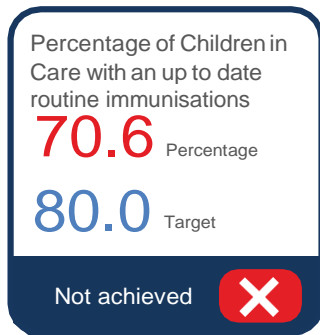 Percentage of Children in
Care with an up to date
routine immunisations
70.6 Percentage
80.0 Target
Not achieved